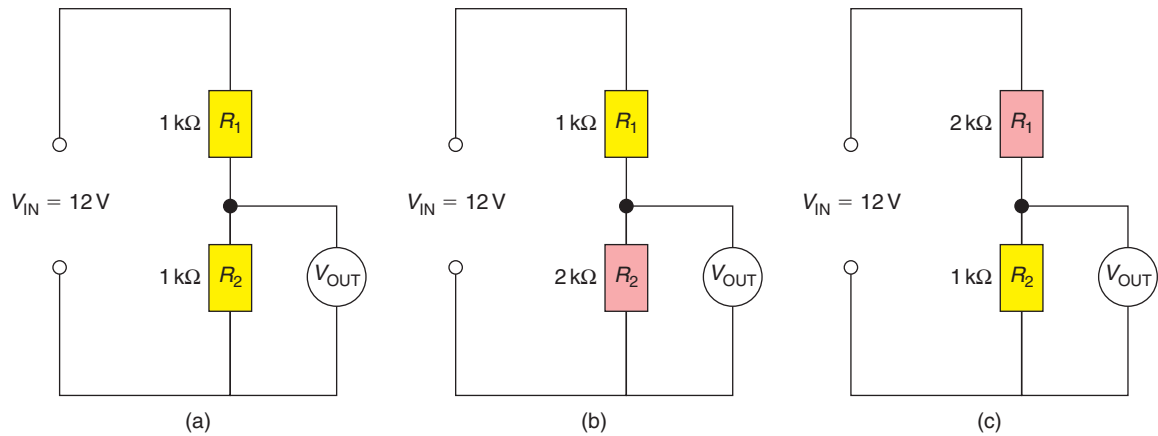 1 kΩ R1
V_IN = 12 V
1 kΩ R2
V_OUT
(a)
1 kΩ R1
V_IN = 12 V
2 kΩ R2
V_OUT
(b)
2 kΩ R1
V_IN = 12 V
1 kΩ R2
V_OUT
(c)